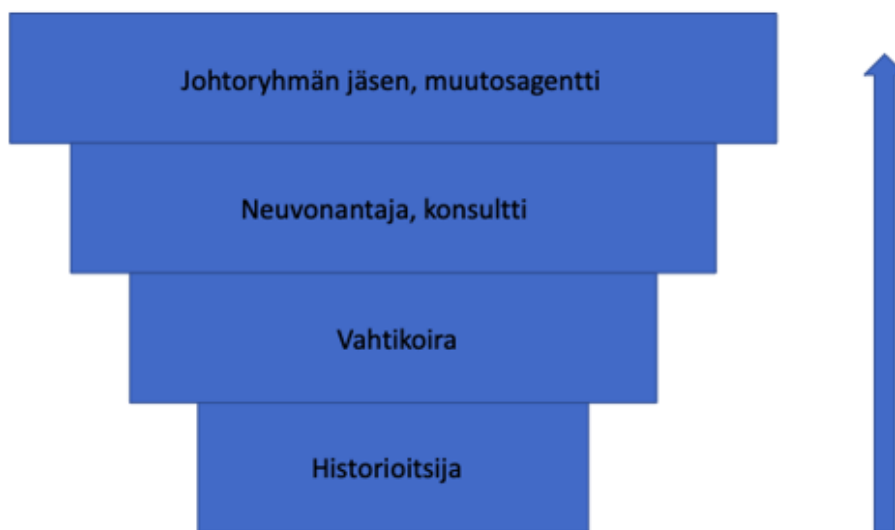 Johtoryhmän jäsen, muutosagentti
Neuvonantaja, konsultti
Vahtikoira
Historioitsija